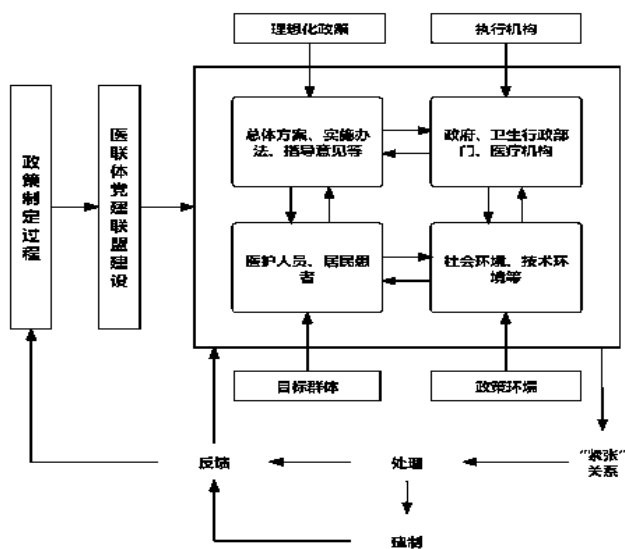 理想化政策
执行机构
政策制定过程
医联体党建联盟建设
总体方案、实施办
法、指导意见等
政府、卫生行政部
门、医疗机构
医护人员、居民患
者
社会环境、技术环
境等
目标群体
政策环境
反馈
处理
“紧张”
关系
建制